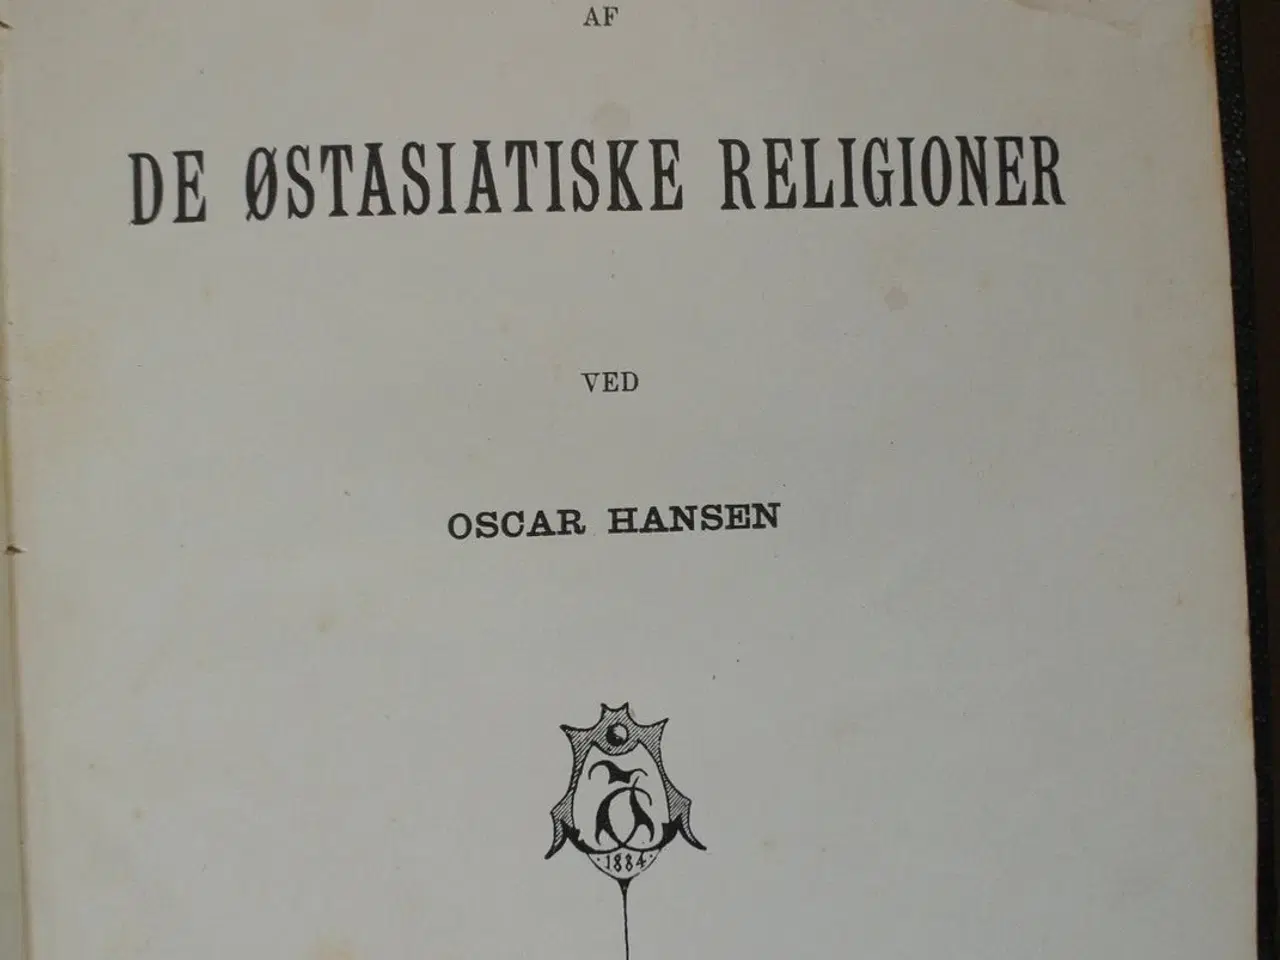 AF
DE ØSTASIATISKE RELIGIONER
VED
OSCAR HANSEN
·1884·